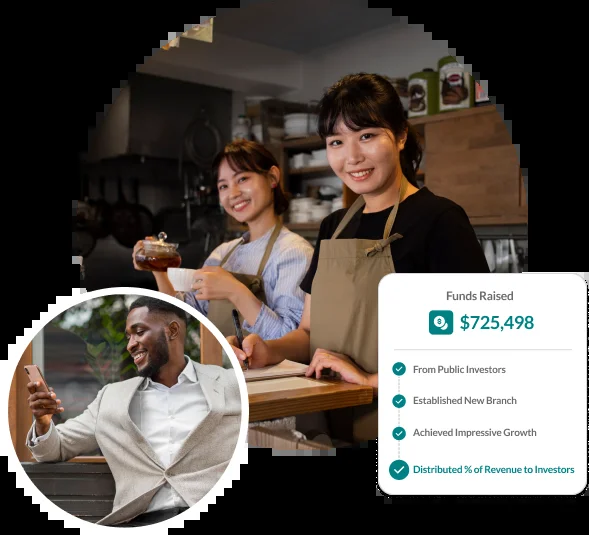 Funds Raised
$725,498
From Public Investors
Established New Branch
Achieved Impressive Growth
Distributed % of Revenue to Investors